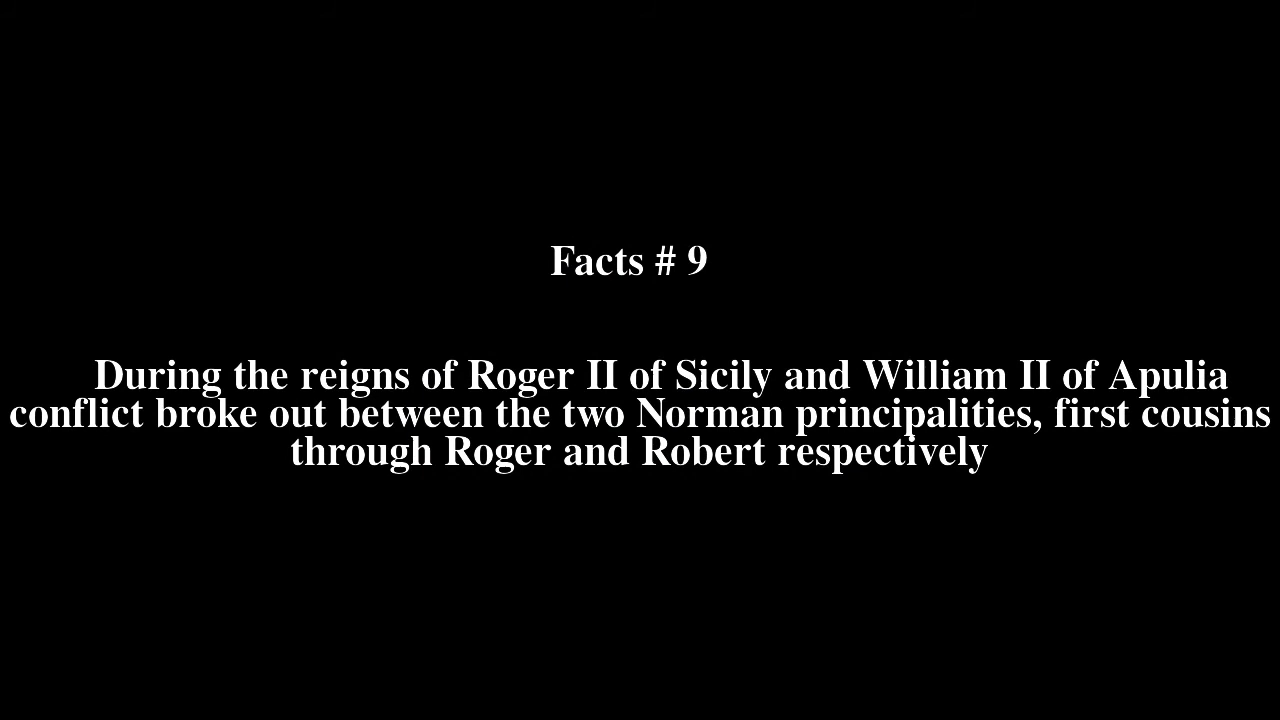 Facts # 9
During the reigns of Roger II of Sicily and William II of Apulia
conflict broke out between the two Norman principalities, first cousins
through Roger and Robert respectively